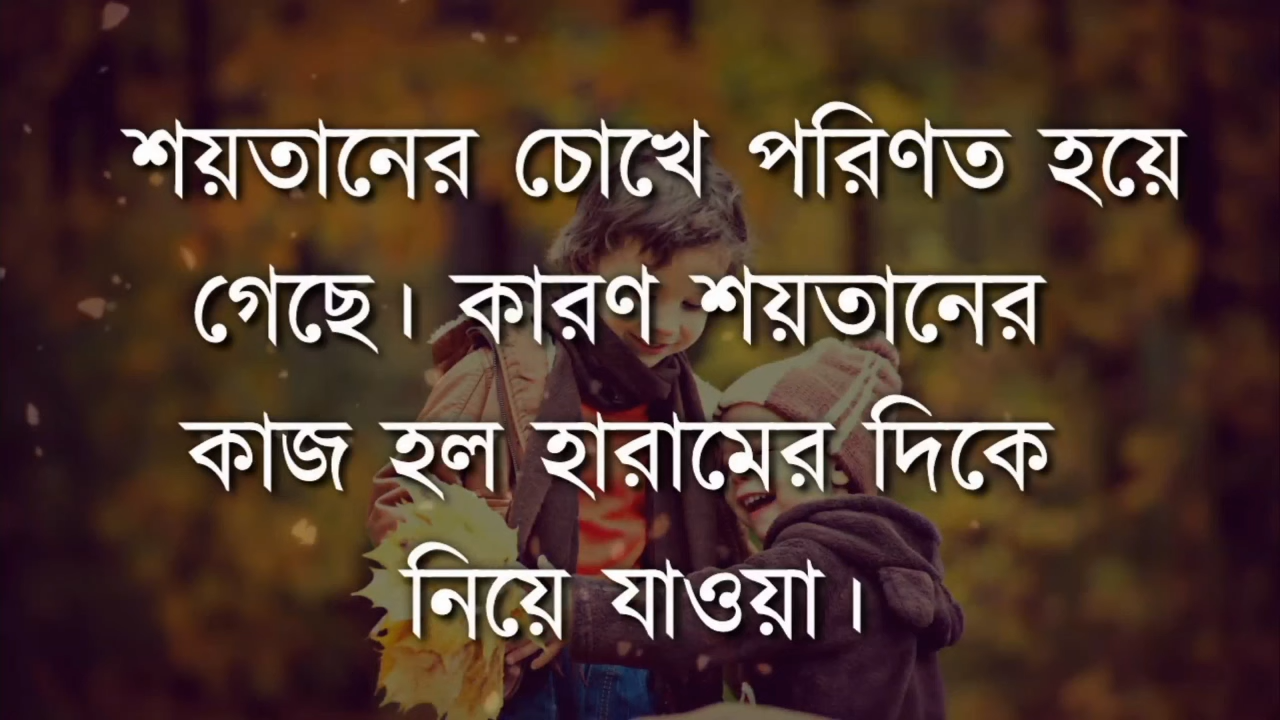 শয়তানের চোখে পরিণত হয়ে
গেছে। কারণ শয়তানের
কাজ হল হারামের দিকে
নিয়ে যাওয়া।